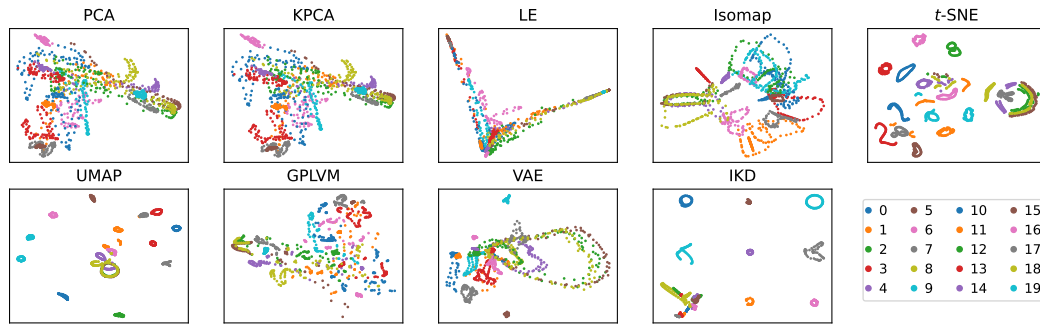 PCA KPCA LE Isomap t-SNE
UMAP GPLVM VAE IKD
0 5 10 15
1 6 11 16
2 7 12 17
3 8 13 18
4 9 14 19